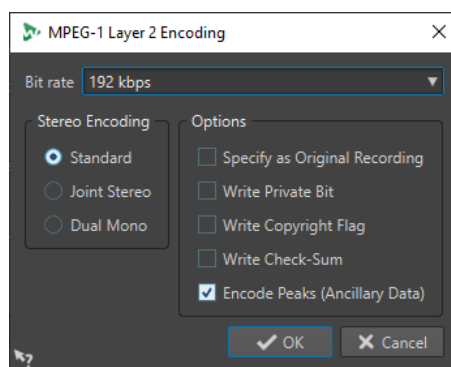 MPEG-1 Layer 2 Encoding
Bit rate 192 kbps
Stereo Encoding
Standard
Joint Stereo
Dual Mono
Options
Specify as Original Recording
Write Private Bit
Write Copyright Flag
Write Check-Sum
Encode Peaks (Ancillary Data)
OK
Cancel